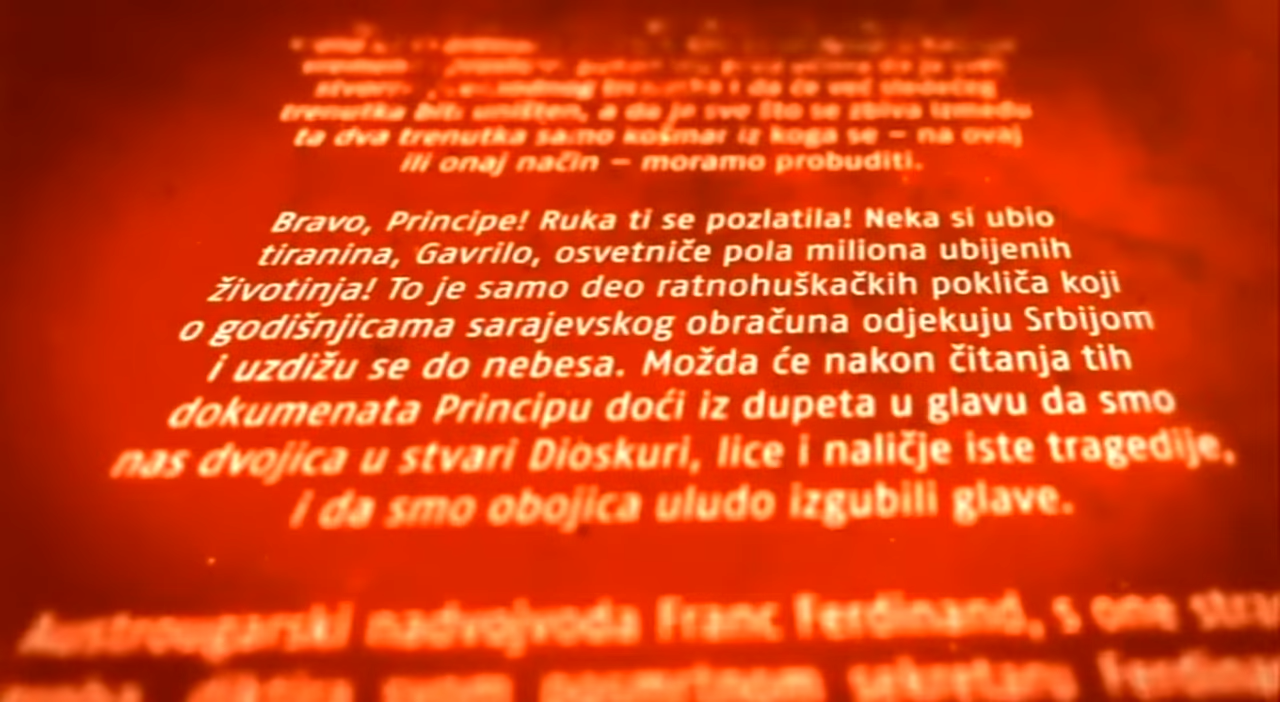 trenutka biti uništen, a da je sve što se zbiva između
ta dva trenutka samo košmar iz koga se – na ovaj
ili onaj način – moramo probuditi.
Bravo, Principe! Ruka ti se pozlatila! Neka si ubio
tiranina, Gavrilo, osvetniče pola miliona ubijenih
životinja! To je samo deo ratnohuškačkih pokliča koji
o godišnjicama sarajevskog obračuna odjekuju Srbijom
i uzdižu se do nebesa. Možda će nakon čitanja tih
dokumenata Principu doći iz dupeta u glavu da smo
nas dvojica u stvari Dioskuri, lice i naličje iste tragedije,
i da smo obojica uludo izgubili glave.
Austrougarski nadvojvoda Franc Ferdinand, s one
posmrtnom sekretaru